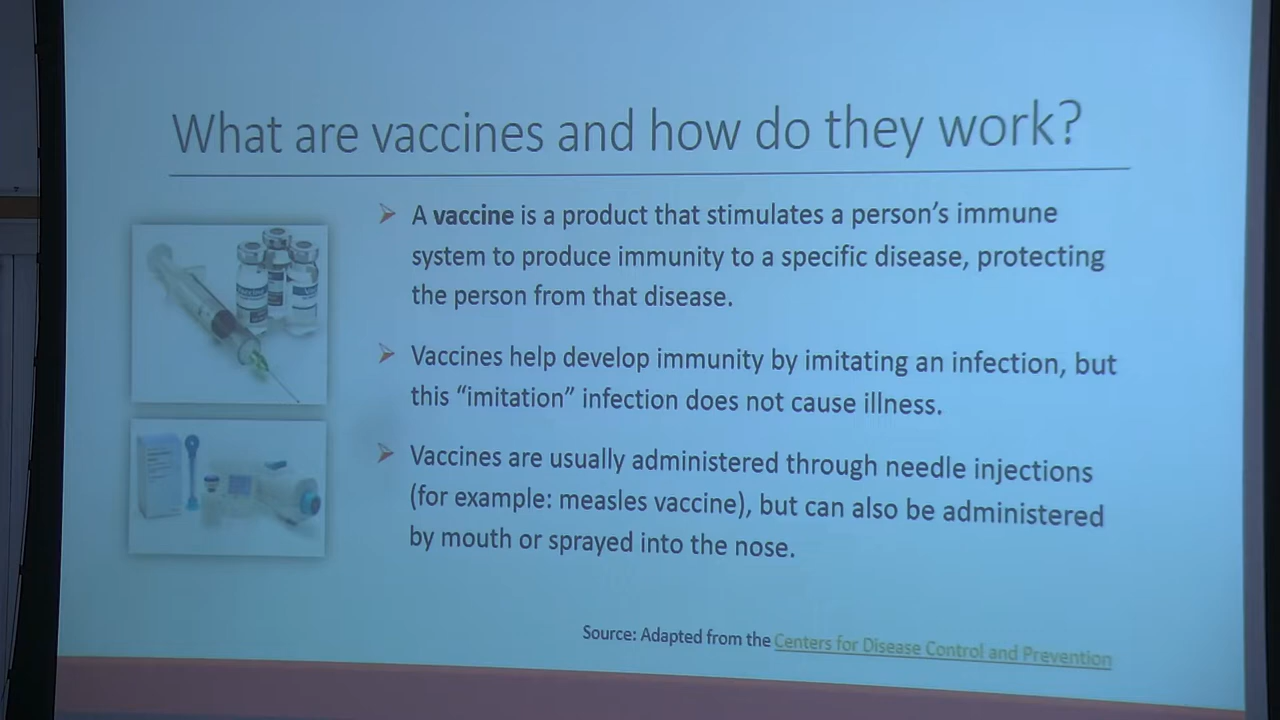 What are vaccines and how do they work?
A vaccine is a product that stimulates a person's immune
system to produce immunity to a specific disease, protecting
the person from that disease.
Vaccines help develop immunity by imitating an infection, but
this “imitation” infection does not cause illness.
Vaccines are usually administered through needle injections
(for example: measles vaccine), but can also be administered
by mouth or sprayed into the nose.
Source: Adapted from the Centers for Disease Control and Prevention